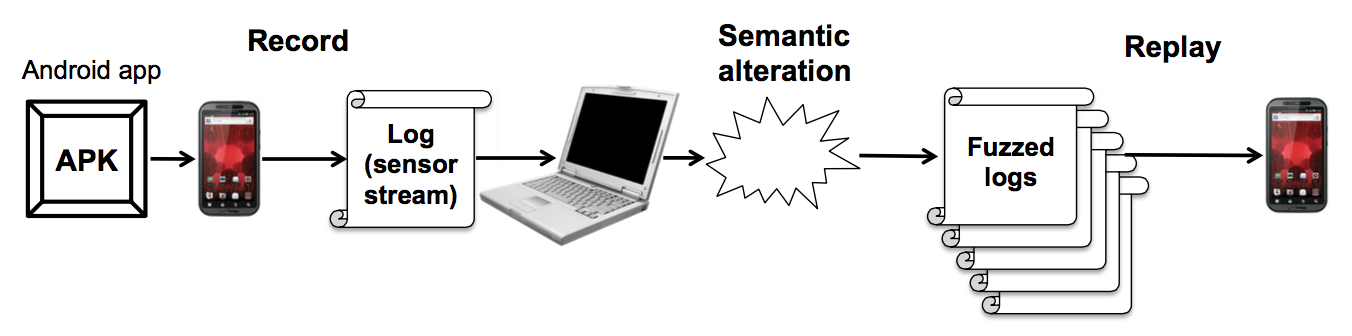 Record
Android app
APK
Log
(sensor
stream)
Semantic
alteration
Fuzzed
logs
Replay